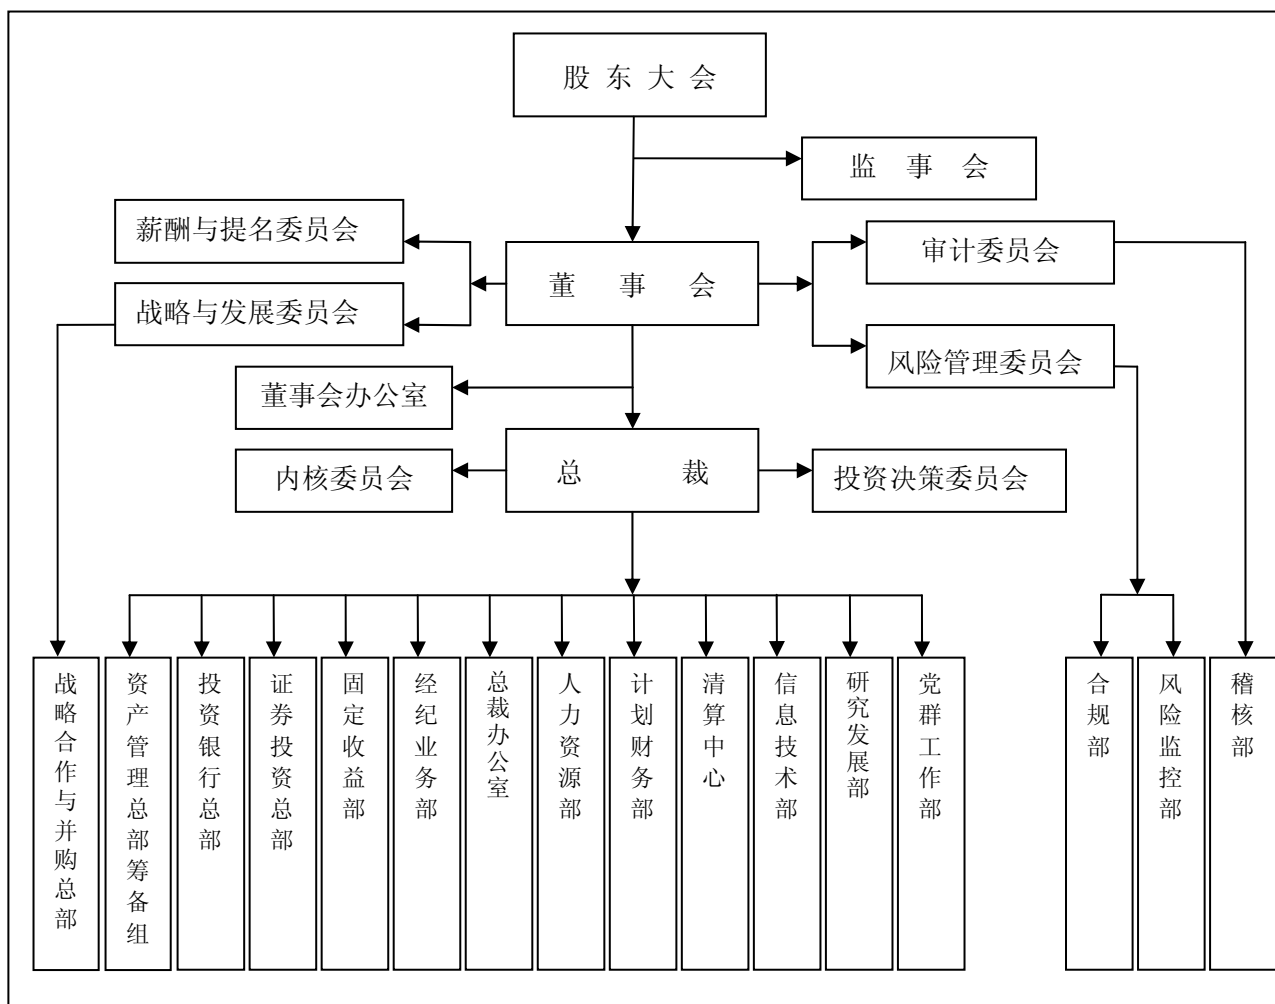 股东大会
监事会
薪酬与提名委员会
董事会
审计委员会
战略与发展委员会
风险管理委员会
董事会办公室
总裁
内核委员会
投资决策委员会
战略合作与并购总部
资产管理总部筹备组
投资银行总部
证券投资总部
固定收益部
经纪业务部
总裁办公室
人力资源部
计划财务部
清算中心
信息技术部
研究发展部
党群工作部
合规部
风险监控部
稽核部